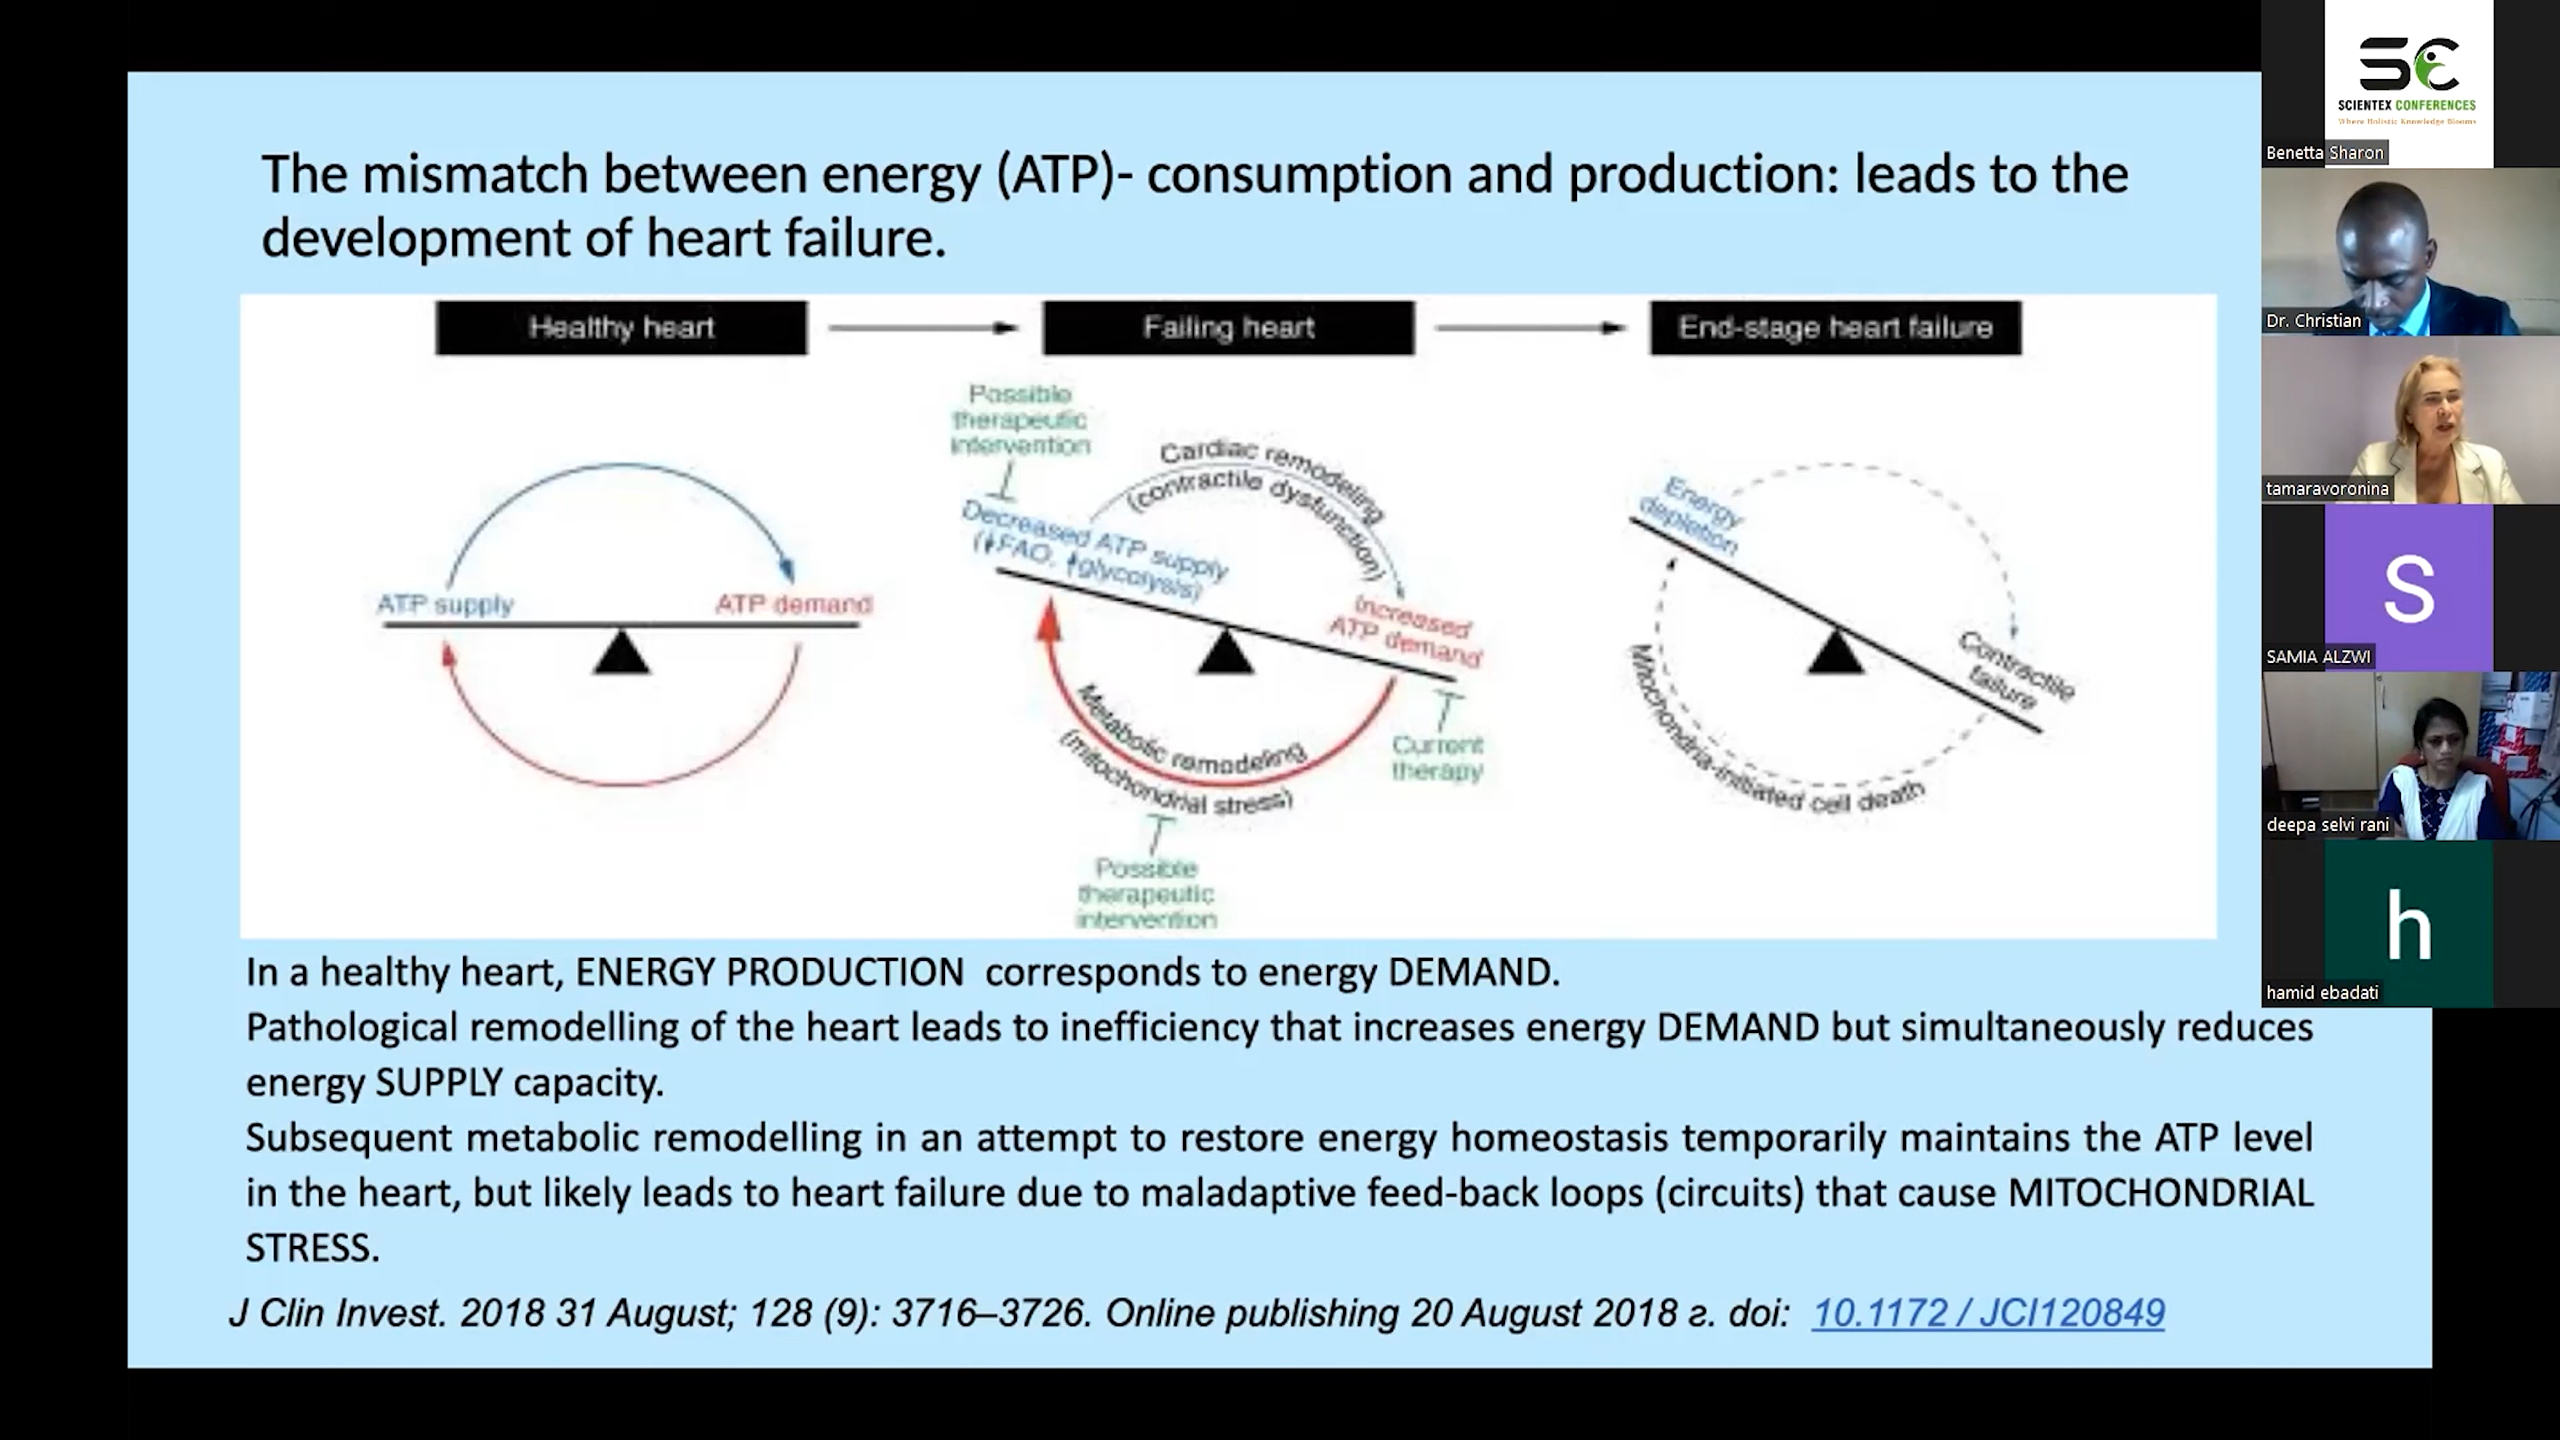 The mismatch between energy (ATP)- consumption and production: leads to the
development of heart failure.
Healthy heart
Failing heart
End-stage heart failure
ATP supply
ATP demand
Possible
therapeutic
intervention
Cardiac remodeling
(contractile dysfunction)
Decreased ATP supply
(↓FAO, ↑glycolysis)
Increased
ATP demand
Metabolic remodeling
(mitochondrial stress)
Current
therapy
Possible
therapeutic
intervention
Energy
depletion
Contractile
failure
Mitochondria-initiated cell death
In a healthy heart, ENERGY PRODUCTION corresponds to energy DEMAND.
Pathological remodelling of the heart leads to inefficiency that increases energy DEMAND but simultaneously reduces
energy SUPPLY capacity.
Subsequent metabolic remodelling in an attempt to restore energy homeostasis temporarily maintains the ATP level
in the heart, but likely leads to heart failure due to maladaptive feed-back loops (circuits) that cause MITOCHONDRIAL
STRESS.
J Clin Invest. 2018 31 August; 128 (9): 3716–3726. Online publishing 20 August 2018 г. doi: 10.1172 / JCI120849
SC
SCIENTEX CONFERENCES
Where Holistic Knowledge Blooms
Benetta Sharon
Dr. Christian
tamaravoronina
S
SAMIA ALZWI
deepa selvi rani
h
hamid ebadati